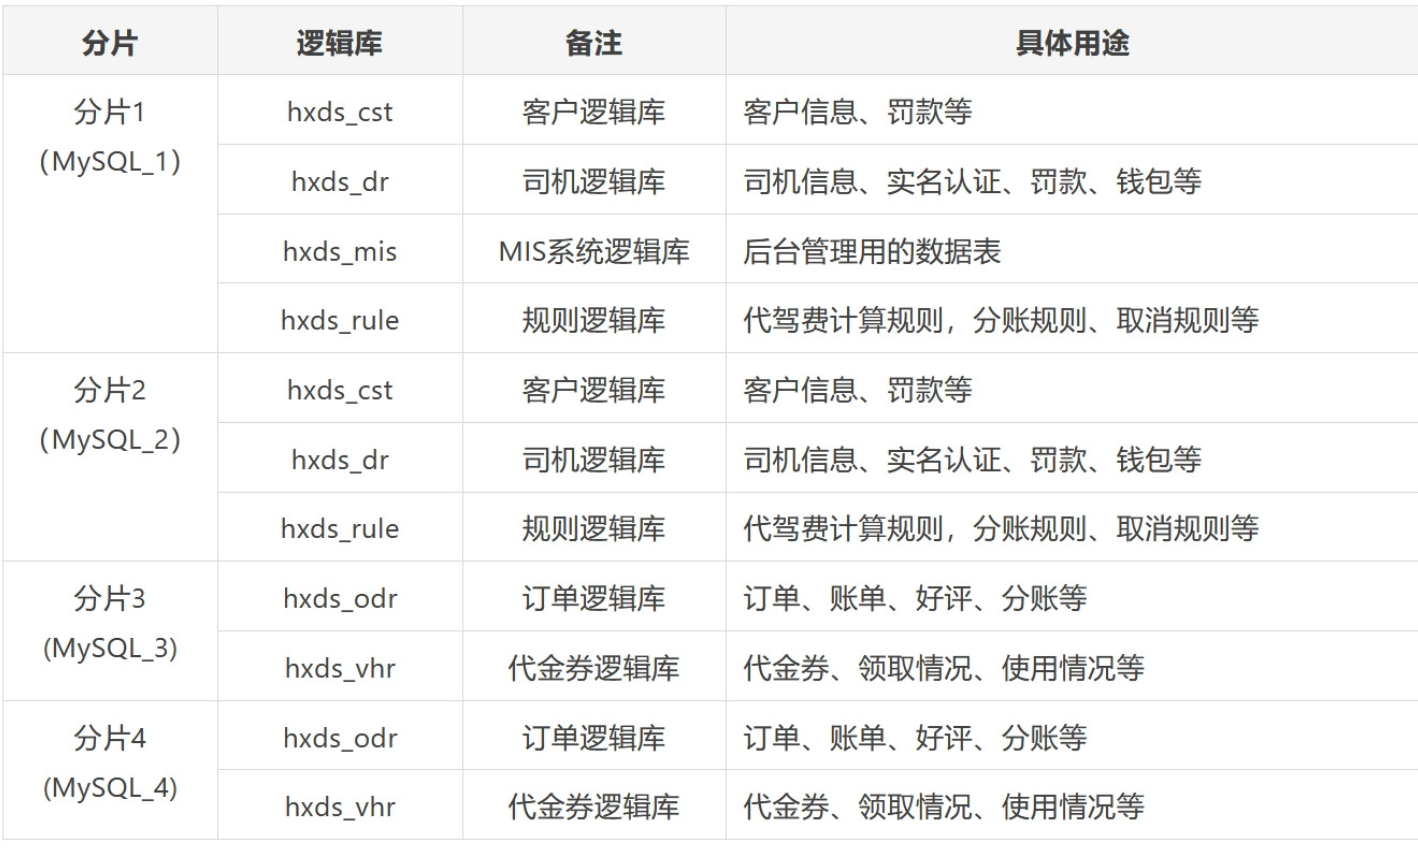 分片 逻辑库 备注 具体用途
分片1
（MySQL_1）
hxds_cst 客户逻辑库 客户信息、罚款等
hxds_dr 司机逻辑库 司机信息、实名认证、罚款、钱包等
hxds_mis MIS系统逻辑库 后台管理用的数据表
hxds_rule 规则逻辑库 代驾费计算规则，分账规则、取消规则等
分片2
（MySQL_2）
hxds_cst 客户逻辑库 客户信息、罚款等
hxds_dr 司机逻辑库 司机信息、实名认证、罚款、钱包等
hxds_rule 规则逻辑库 代驾费计算规则，分账规则、取消规则等
分片3
(MySQL_3)
hxds_odr 订单逻辑库 订单、账单、好评、分账等
hxds_vhr 代金券逻辑库 代金券、领取情况、使用情况等
分片4
(MySQL_4)
hxds_odr 订单逻辑库 订单、账单、好评、分账等
hxds_vhr 代金券逻辑库 代金券、领取情况、使用情况等